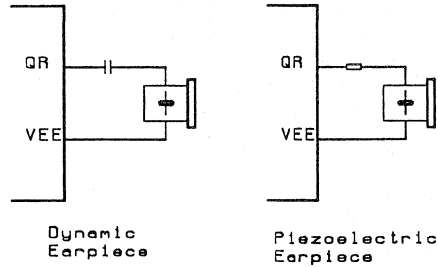 QR
VEE
Dynamic
Earpiece
QR
VEE
Piezoelectric
Earpiece